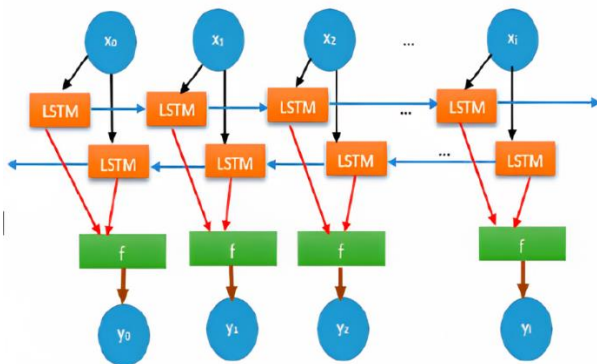 x₀ x₁ x₂ ... xᵢ
LSTM LSTM LSTM ... LSTM
LSTM LSTM LSTM ... LSTM
f f f f
y₀ y₁ y₂ yᵢ